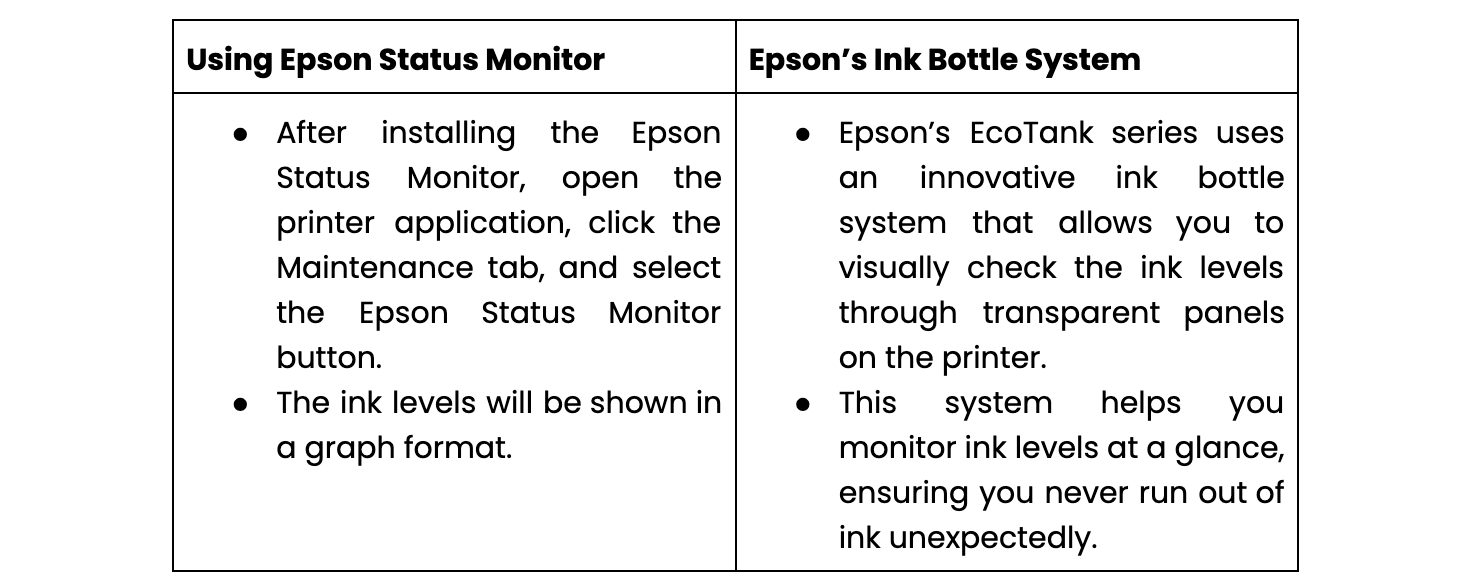 Using Epson Status Monitor
Epson’s Ink Bottle System
● After installing the Epson
Status Monitor, open the
printer application, click the
Maintenance tab, and select
the Epson Status Monitor
button.
● The ink levels will be shown in
a graph format.
● Epson’s EcoTank series uses
an innovative ink bottle
system that allows you to
visually check the ink levels
through transparent panels
on the printer.
● This system helps you
monitor ink levels at a glance,
ensuring you never run out of
ink unexpectedly.